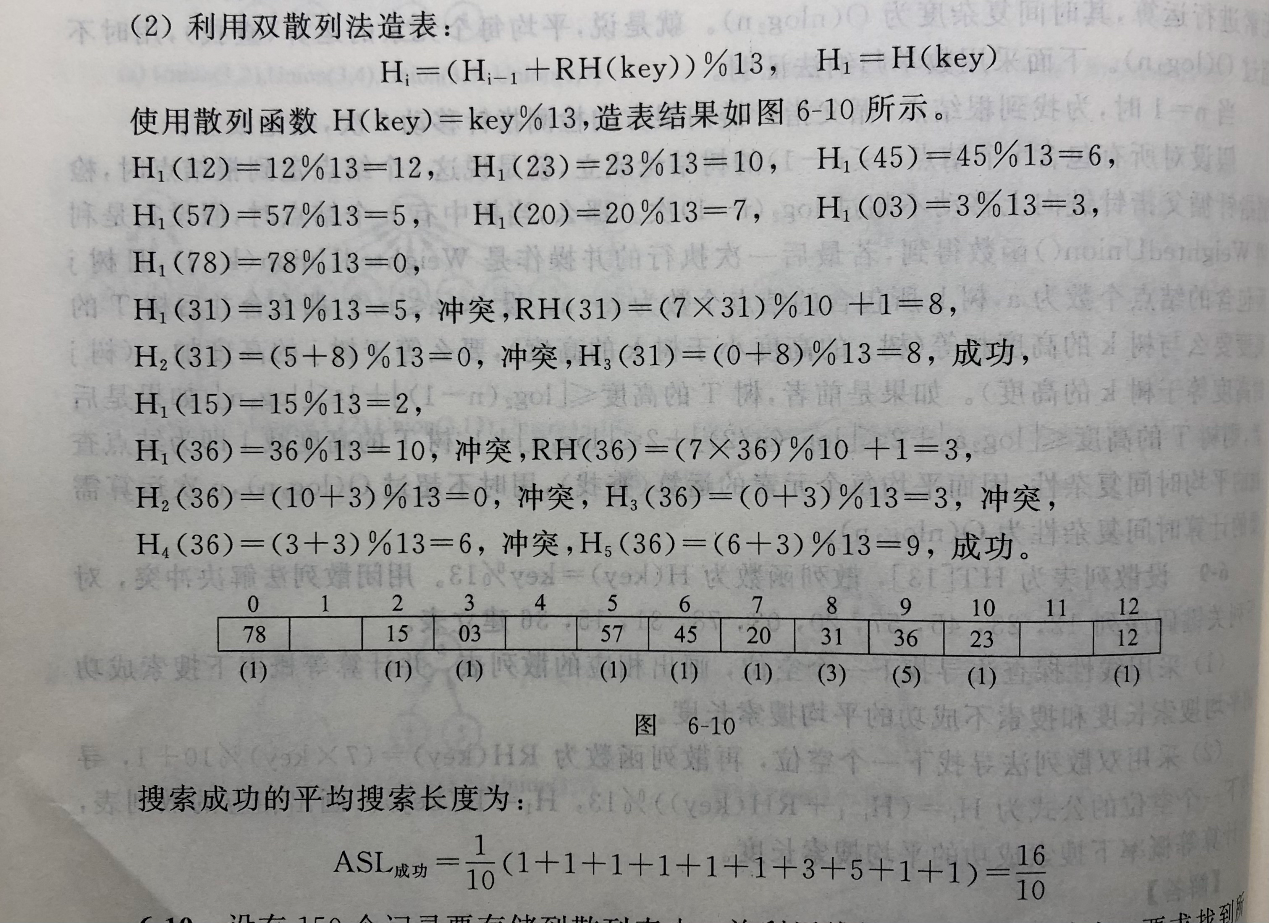 (2) 利用双散列法造表:
Hᵢ=(Hᵢ₋₁+RH(key))%13, H₁=H(key)
使用散列函数 H(key)=key%13,造表结果如图 6-10 所示。
H₁(12)=12%13=12, H₁(23)=23%13=10, H₁(45)=45%13=6,
H₁(57)=57%13=5, H₁(20)=20%13=7, H₁(03)=3%13=3,
H₁(78)=78%13=0,
H₁(31)=31%13=5, 冲突,RH(31)=(7×31)%10 +1=8,
H₂(31)=(5+8)%13=0, 冲突,H₃(31)=(0+8)%13=8, 成功,
H₁(15)=15%13=2,
H₁(36)=36%13=10, 冲突,RH(36)=(7×36)%10 +1=3,
H₂(36)=(10+3)%13=0, 冲突, H₃(36)=(0+3)%13=3, 冲突,
H₄(36)=(3+3)%13=6, 冲突,H₅(36)=(6+3)%13=9, 成功。
0 1 2 3 4 5 6 7 8 9 10 11 12
78 15 03 57 45 20 31 36 23 12
(1) (1) (1) (1) (1) (1) (3) (5) (1) (1)
图 6-10
搜索成功的平均搜索长度为:
ASL成功=1/10(1+1+1+1+1+1+3+5+1+1)=16/10